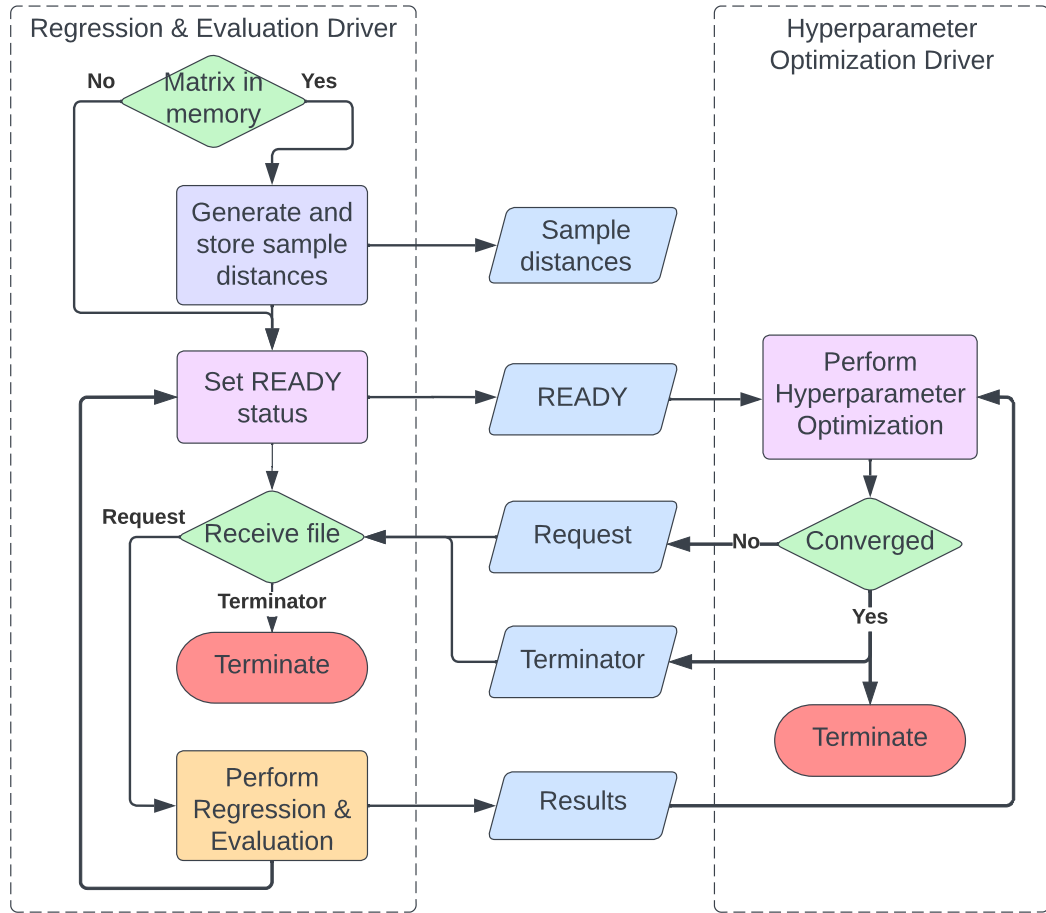 Regression & Evaluation Driver
Hyperparameter
Optimization Driver
No
Matrix in
memory
Yes
Generate and
store sample
distances
Sample
distances
Set READY
status
READY
Perform
Hyperparameter
Optimization
Request
Receive file
Request
No
Converged
Terminator
Yes
Terminate
Terminator
Terminate
Perform
Regression &
Evaluation
Results